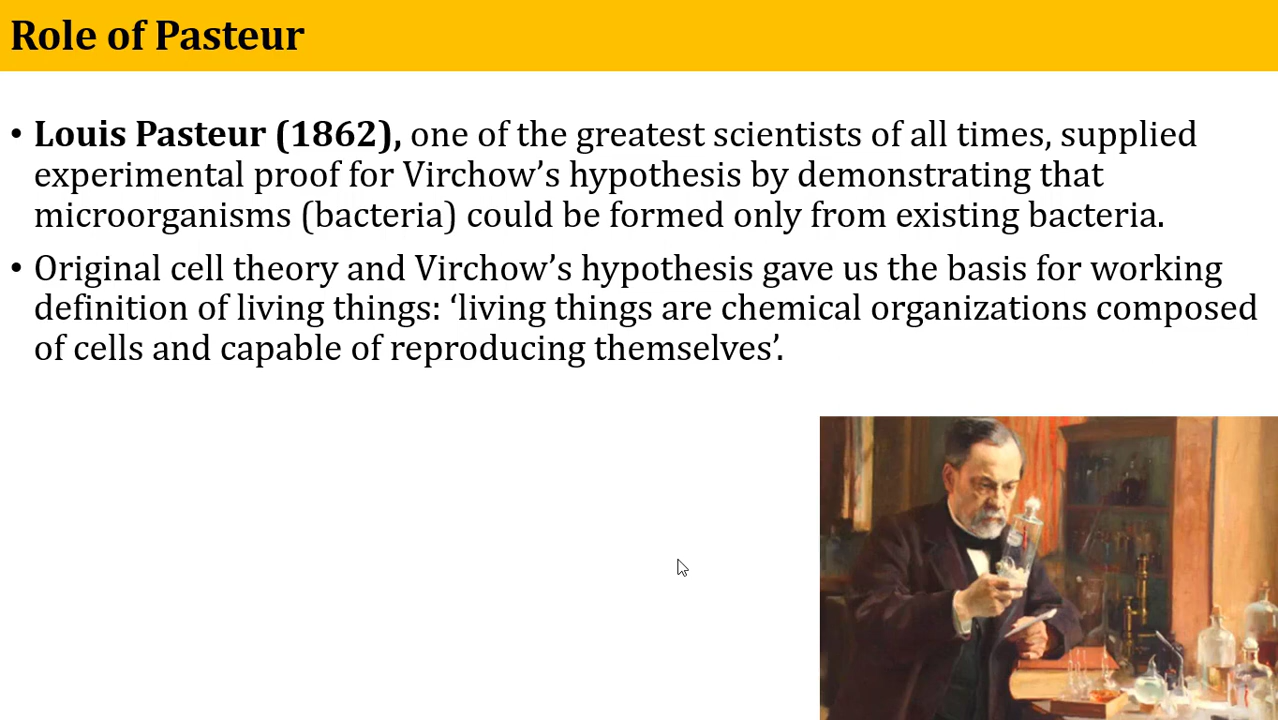 Role of Pasteur
• Louis Pasteur (1862), one of the greatest scientists of all times, supplied
experimental proof for Virchow’s hypothesis by demonstrating that
microorganisms (bacteria) could be formed only from existing bacteria.
• Original cell theory and Virchow’s hypothesis gave us the basis for working
definition of living things: ‘living things are chemical organizations composed
of cells and capable of reproducing themselves’.